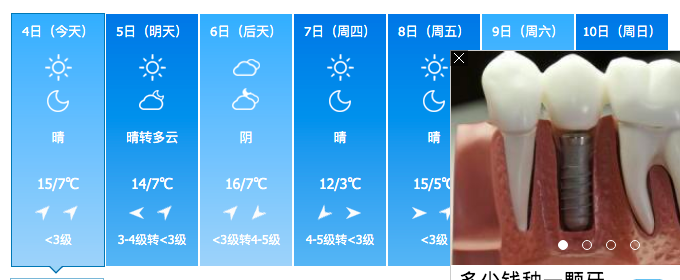 4日（今天） 5日（明天） 6日（后天） 7日（周四） 8日（周五） 9日（周六） 10日（周日）
晴 晴转多云 阴 晴 晴
15/7℃ 14/7℃ 16/7℃ 12/3℃ 15/5℃
<3级 3-4级转<3级 <3级转4-5级 4-5级转<3级 <3级
多少钱种一颗牙